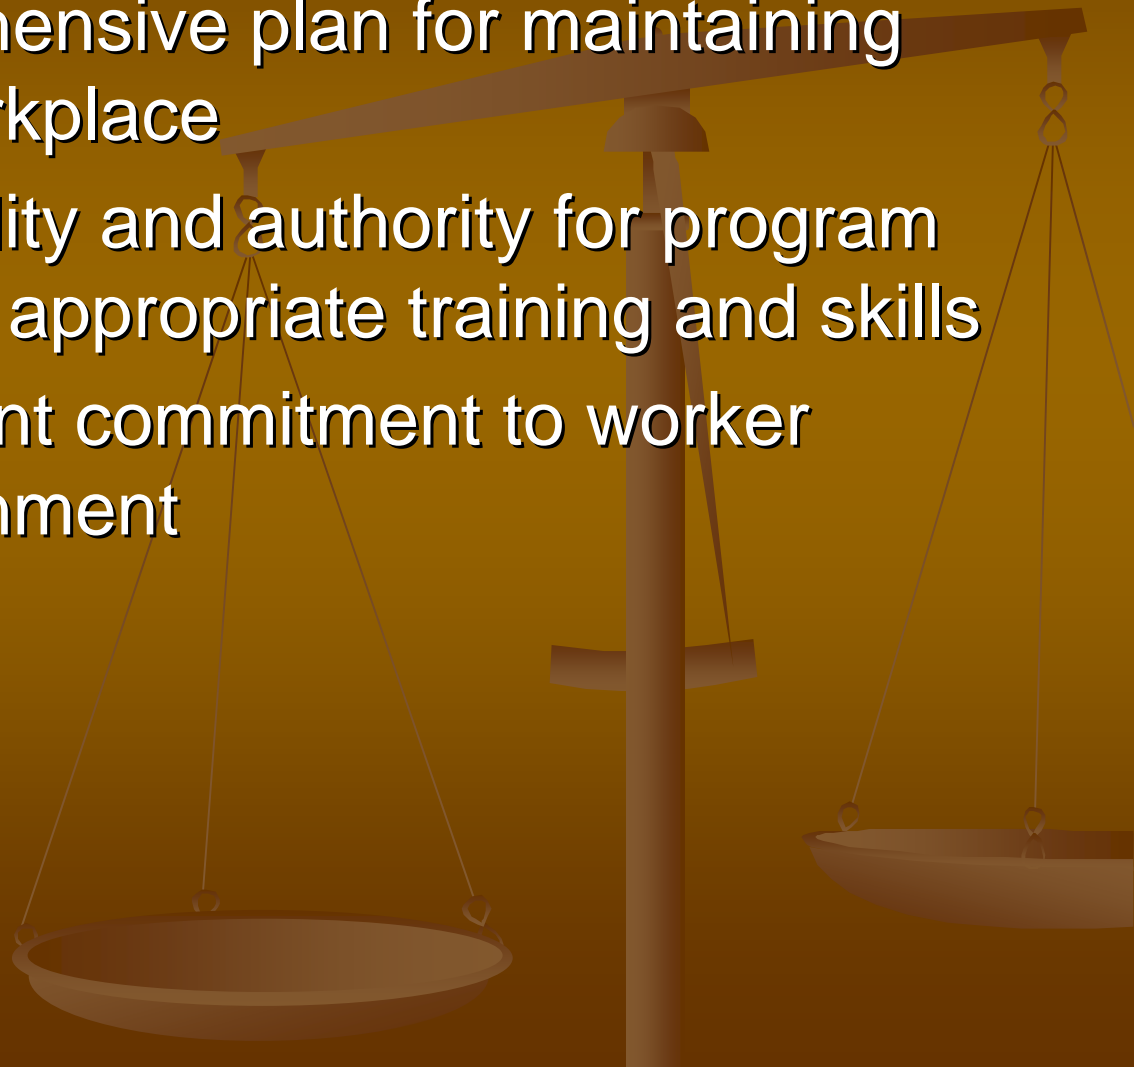 hensive plan for maintaining
rkplace
lity and authority for program
appropriate training and skills
nt commitment to worker
nment